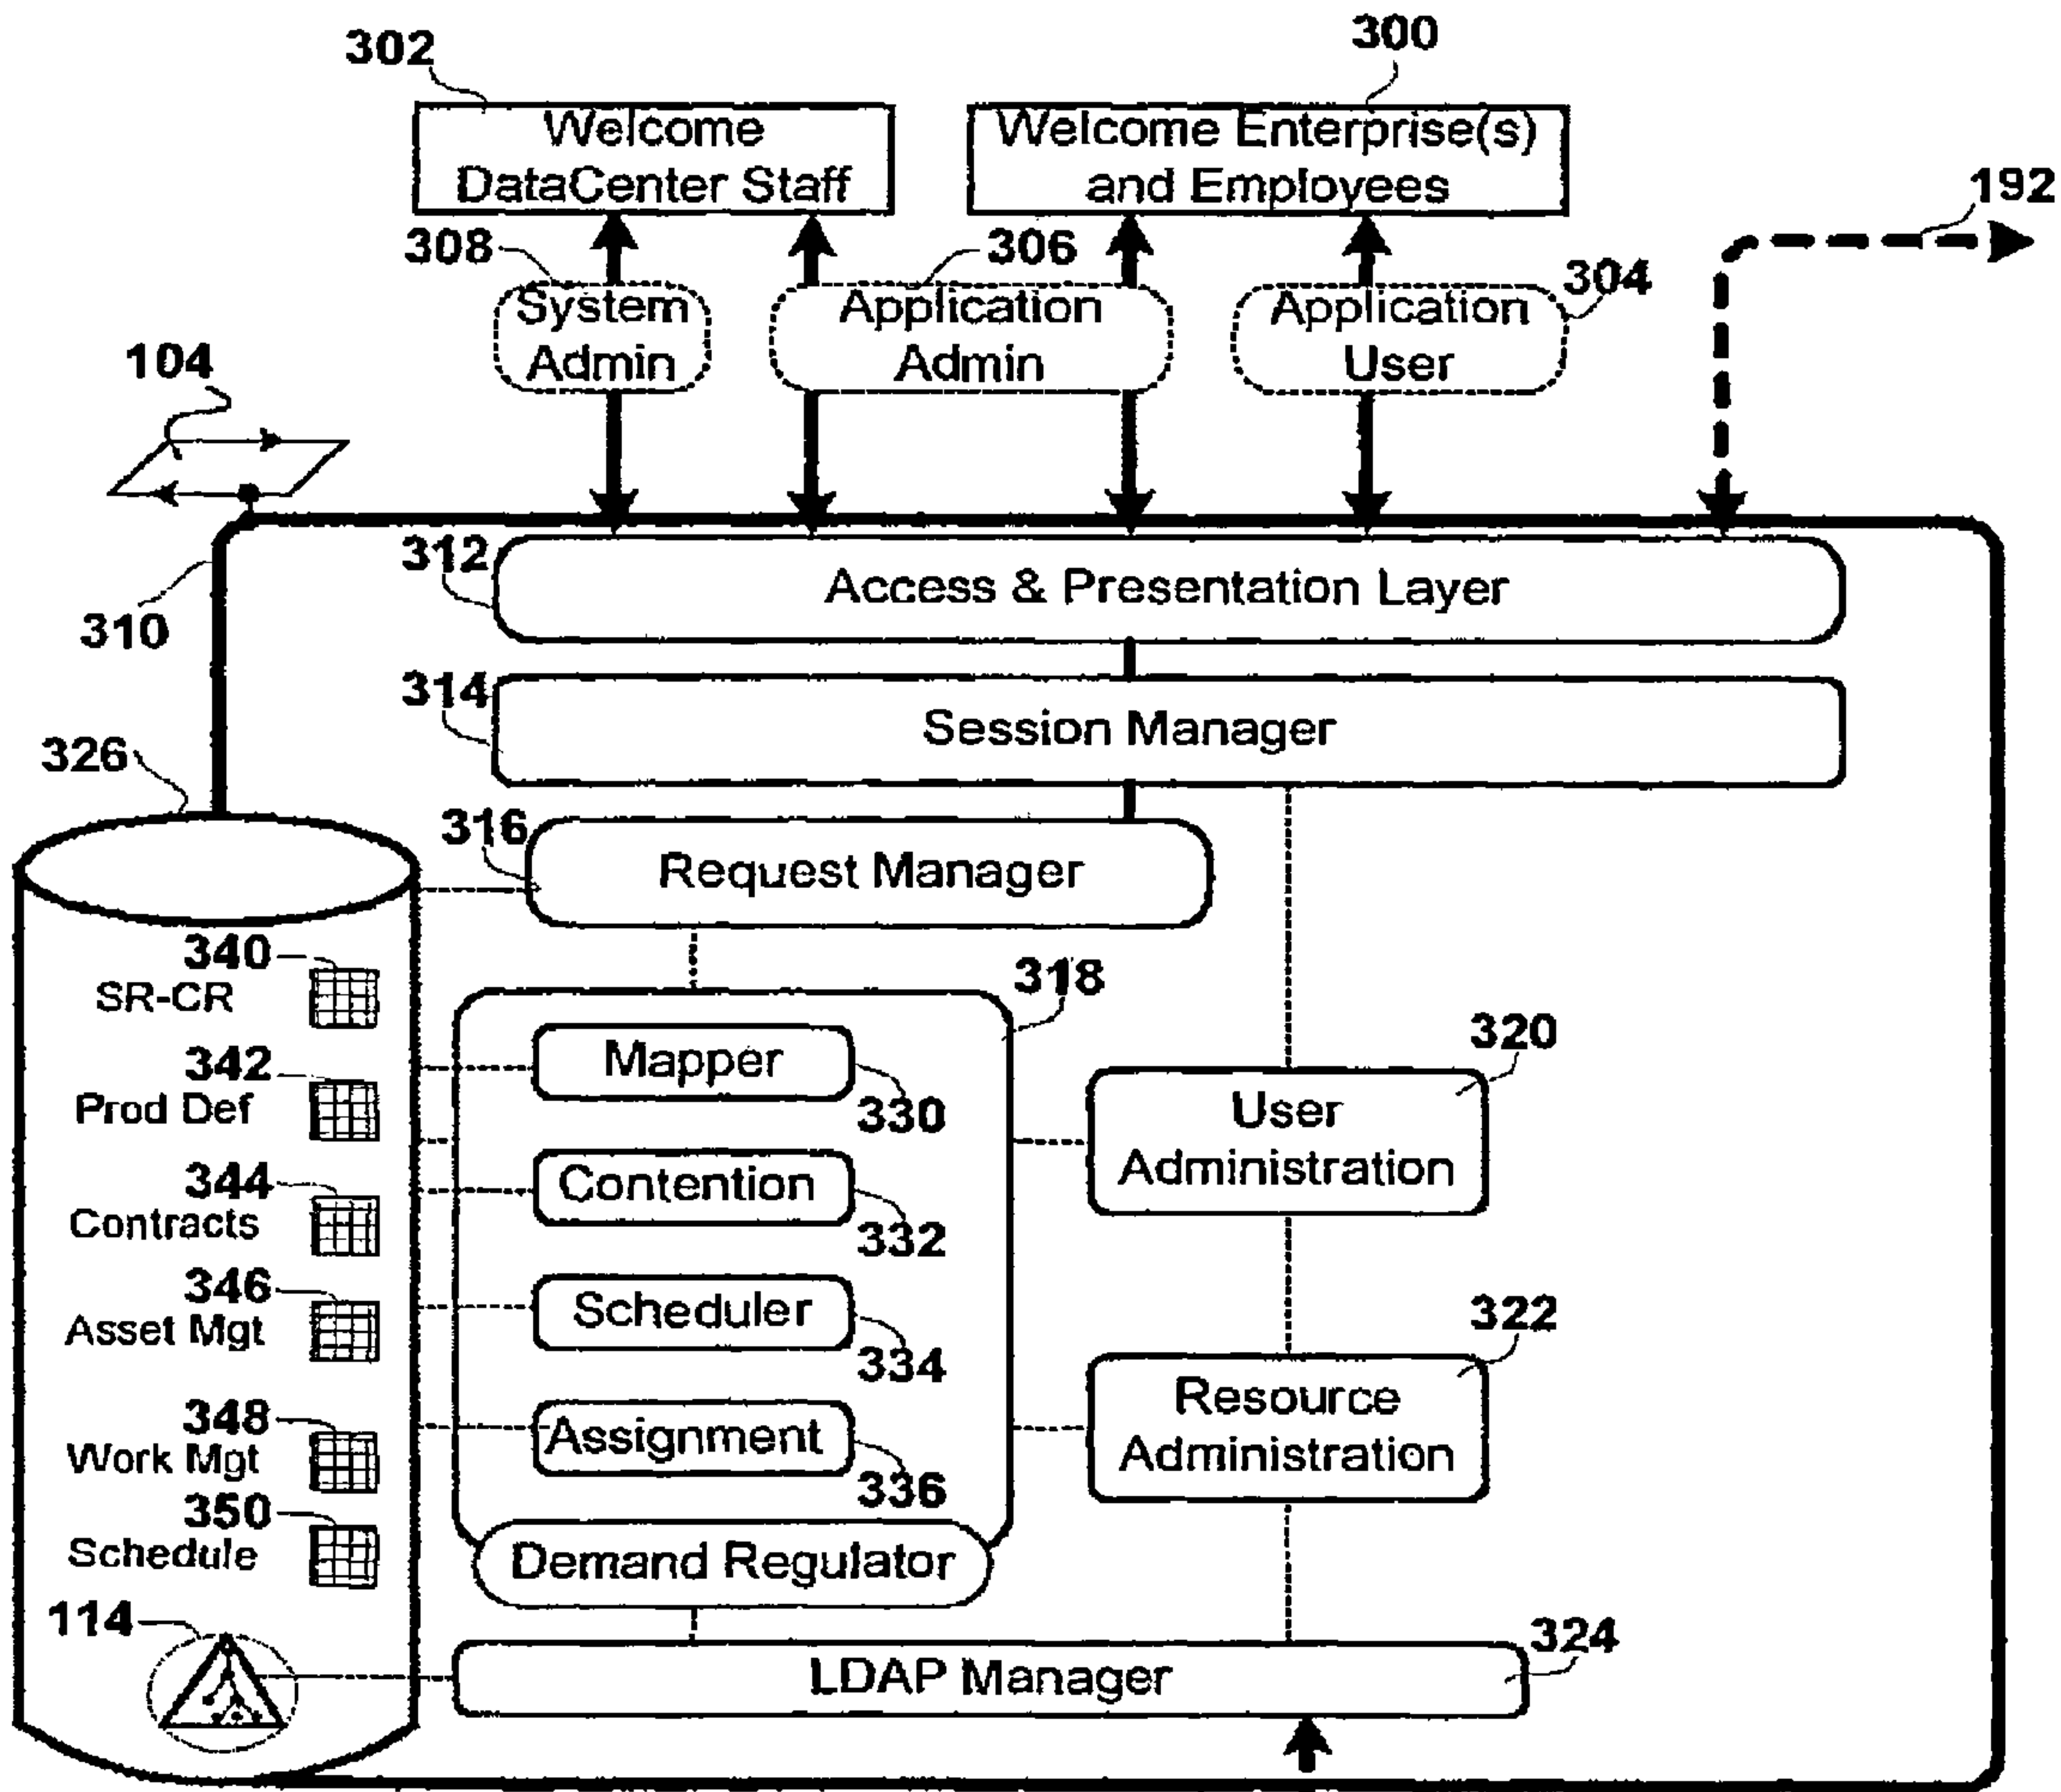 302
300
Welcome
DataCenter Staff
Welcome Enterprise(s)
and Employees
192
308
306
304
System
Admin
Application
Admin
Application
User
104
312
Access & Presentation Layer
310
314
Session Manager
326
316
Request Manager
340
SR-CR
318
Mapper
330
320
342
Prod Def
User
Administration
344
Contracts
Contention
332
346
Asset Mgt
Scheduler
334
322
348
Work Mgt
Resource
Administration
Assignment
336
350
Schedule
Demand Regulator
114
324
LDAP Manager